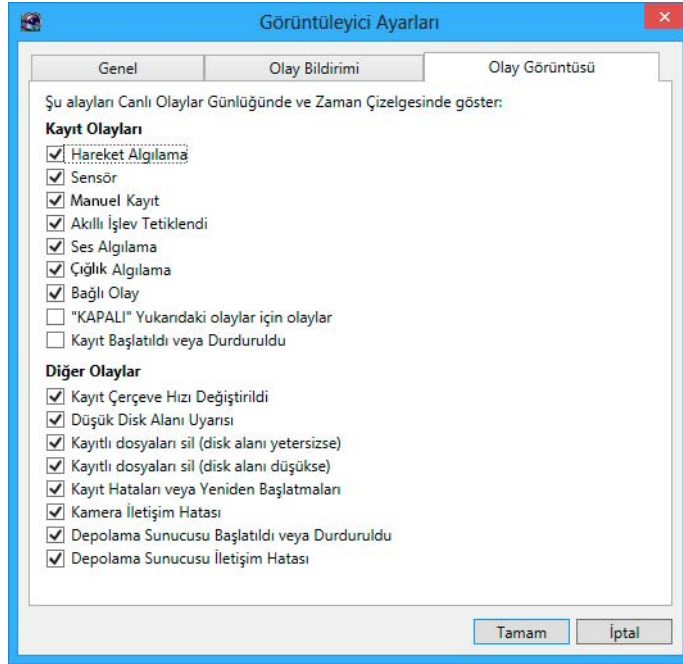 Görüntüleyici Ayarları
Genel
Olay Bildirimi
Olay Görüntüsü
Şu alayları Canlı Olaylar Günlüğünde ve Zaman Çizelgesinde göster:
Kayıt Olayları
Hareket Algılama
Sensör
Manuel Kayıt
Akıllı İşlev Tetiklendi
Ses Algılama
Çığlık Algılama
Bağlı Olay
"KAPALI" Yukarıdaki olaylar için olaylar
Kayıt Başlatıldı veya Durduruldu
Diğer Olaylar
Kayıt Çerçeve Hızı Değiştirildi
Düşük Disk Alanı Uyarısı
Kayıtlı dosyaları sil (disk alanı yetersizse)
Kayıtlı dosyaları sil (disk alanı düşükse)
Kayıt Hataları veya Yeniden Başlatmaları
Kamera İletişim Hatası
Depolama Sunucusu Başlatıldı veya Durduruldu
Depolama Sunucusu İletişim Hatası
Tamam
İptal